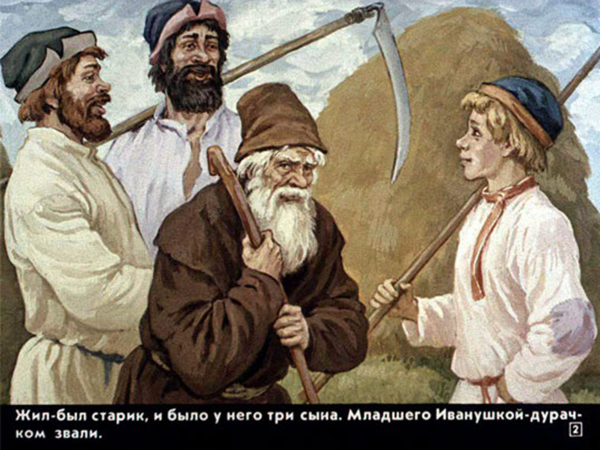 Жил-был старик, и было у него три сына. Младшего Иванушкой-дурач-
ком звали.
2